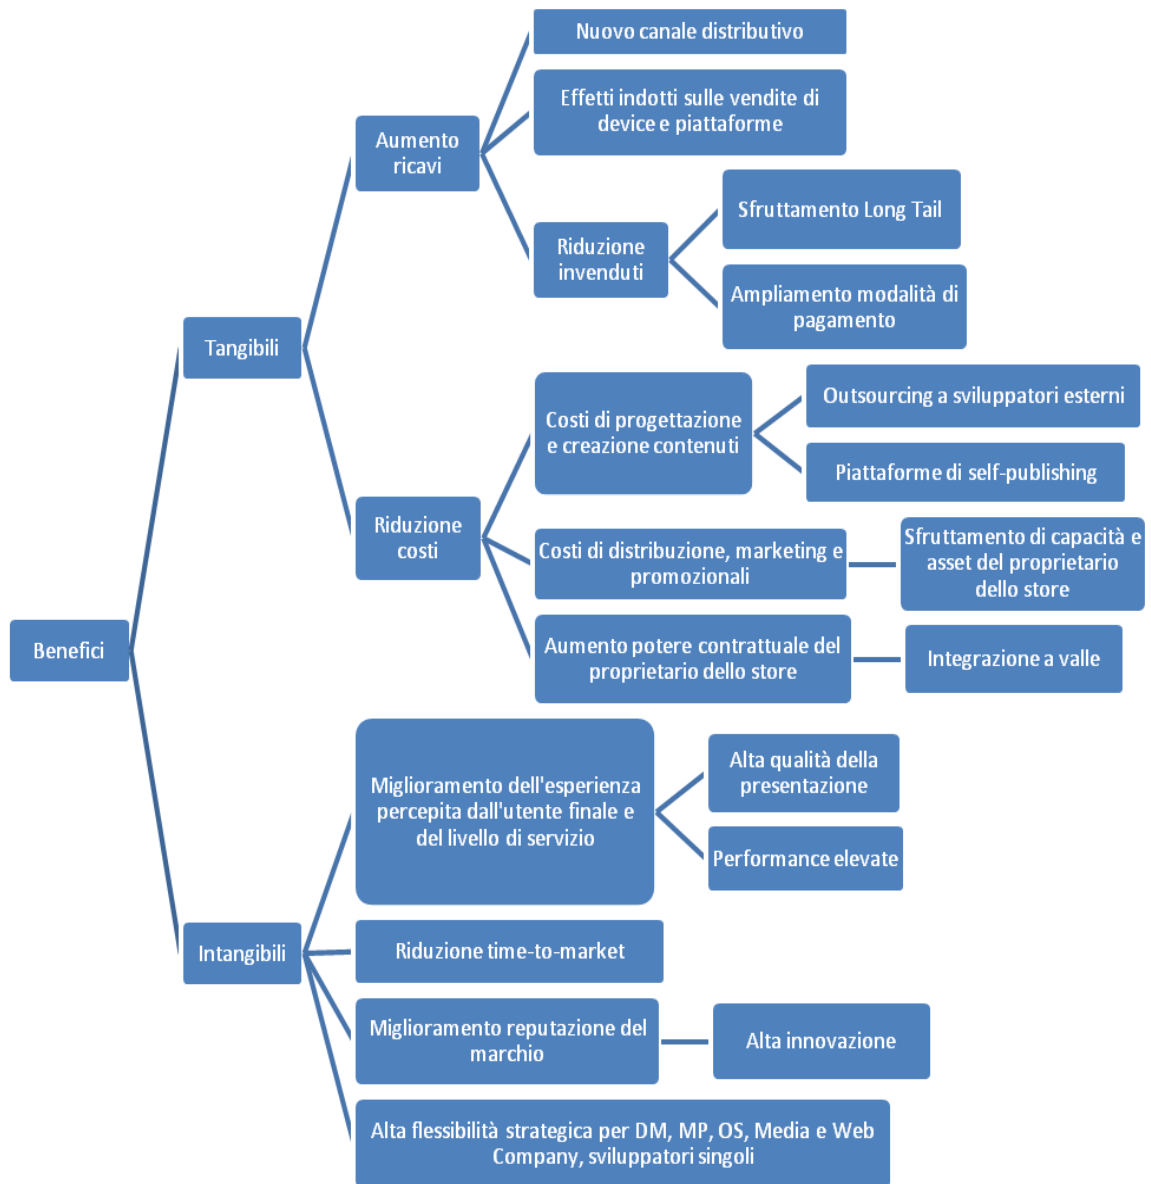 Nuovo canale distributivo
Effetti indotti sulle vendite di
device e piattaforme
Aumento
ricavi
Sfruttamento Long Tail
Riduzione
invenduti
Ampliamento modalità di
pagamento
Tangibili
Outsourcing a sviluppatori esterni
Costi di progettazione
e creazione contenuti
Piattaforme di self-publishing
Riduzione
costi
Costi di distribuzione, marketing e
promozionali
Sfruttamento di capacità e
asset del proprietario
dello store
Benefici
Aumento potere contrattuale del
proprietario dello store
Integrazione a valle
Miglioramento dell'esperienza
percepita dall'utente finale e
del livello di servizio
Alta qualità della
presentazione
Performance elevate
Intangibili
Riduzione time-to-market
Miglioramento reputazione del
marchio
Alta innovazione
Alta flessibilità strategica per DM, MP, OS, Media e Web
Company, sviluppatori singoli